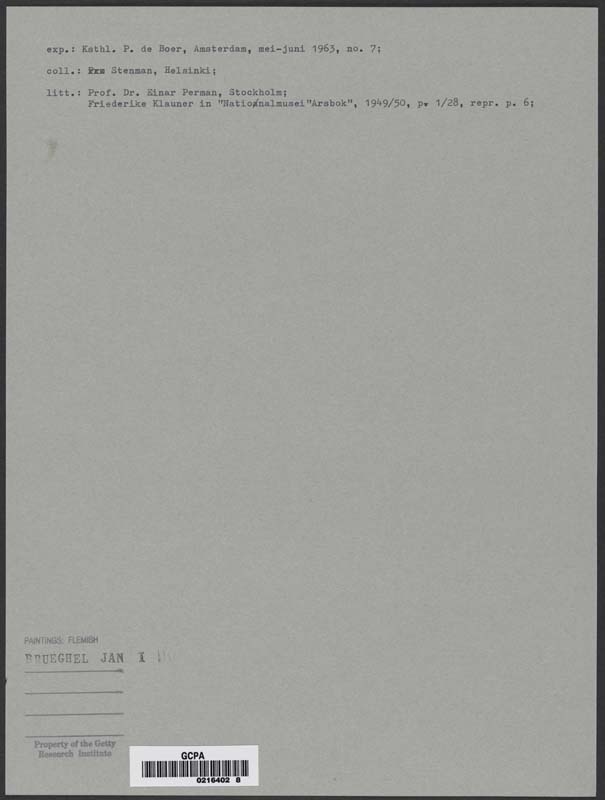 exp.: Kathl. P. de Boer, Amsterdam, mei-juni 1963, no. 7;
coll.: Stenman, Helsinki;
litt.: Prof. Dr. Einar Perman, Stockholm;
Friederike Klauner in "Nationalmusei"Arsbok", 1949/50, p. 1/28, repr. p. 6;
PAINTINGS: FLEMISH
BRUEGHEL JAN I
Property of the Getty
Research Institute
GCPA
0216402 8